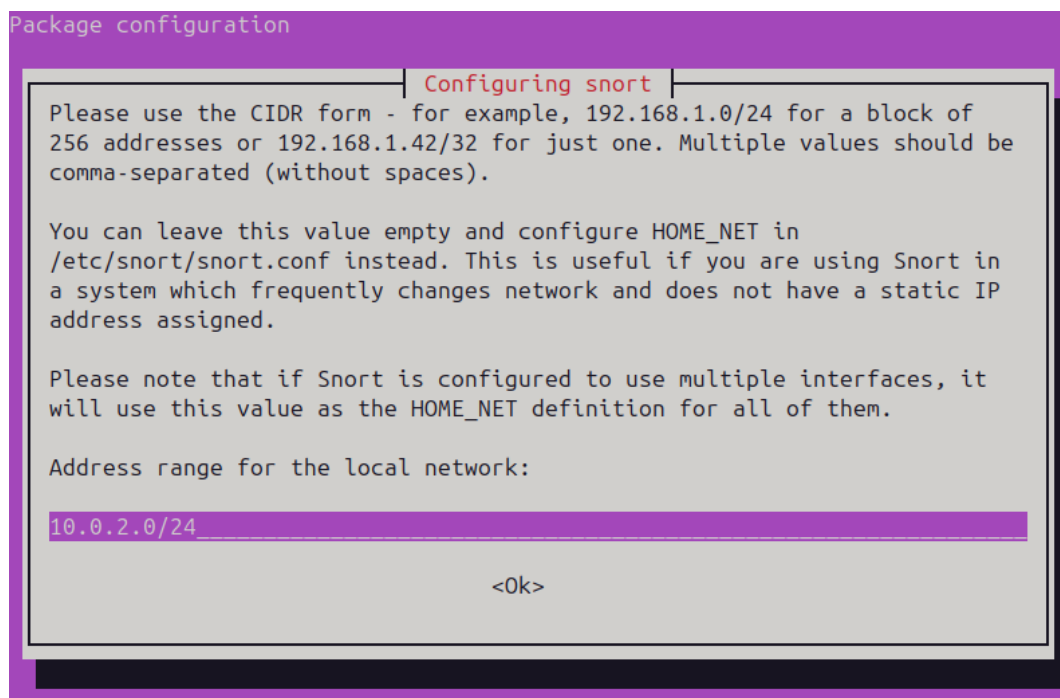 Package configuration
Configuring snort
Please use the CIDR form - for example, 192.168.1.0/24 for a block of
256 addresses or 192.168.1.42/32 for just one. Multiple values should be
comma-separated (without spaces).
You can leave this value empty and configure HOME_NET in
/etc/snort/snort.conf instead. This is useful if you are using Snort in
a system which frequently changes network and does not have a static IP
address assigned.
Please note that if Snort is configured to use multiple interfaces, it
will use this value as the HOME_NET definition for all of them.
Address range for the local network:
10.0.2.0/24______________________________________________________________
<Ok>